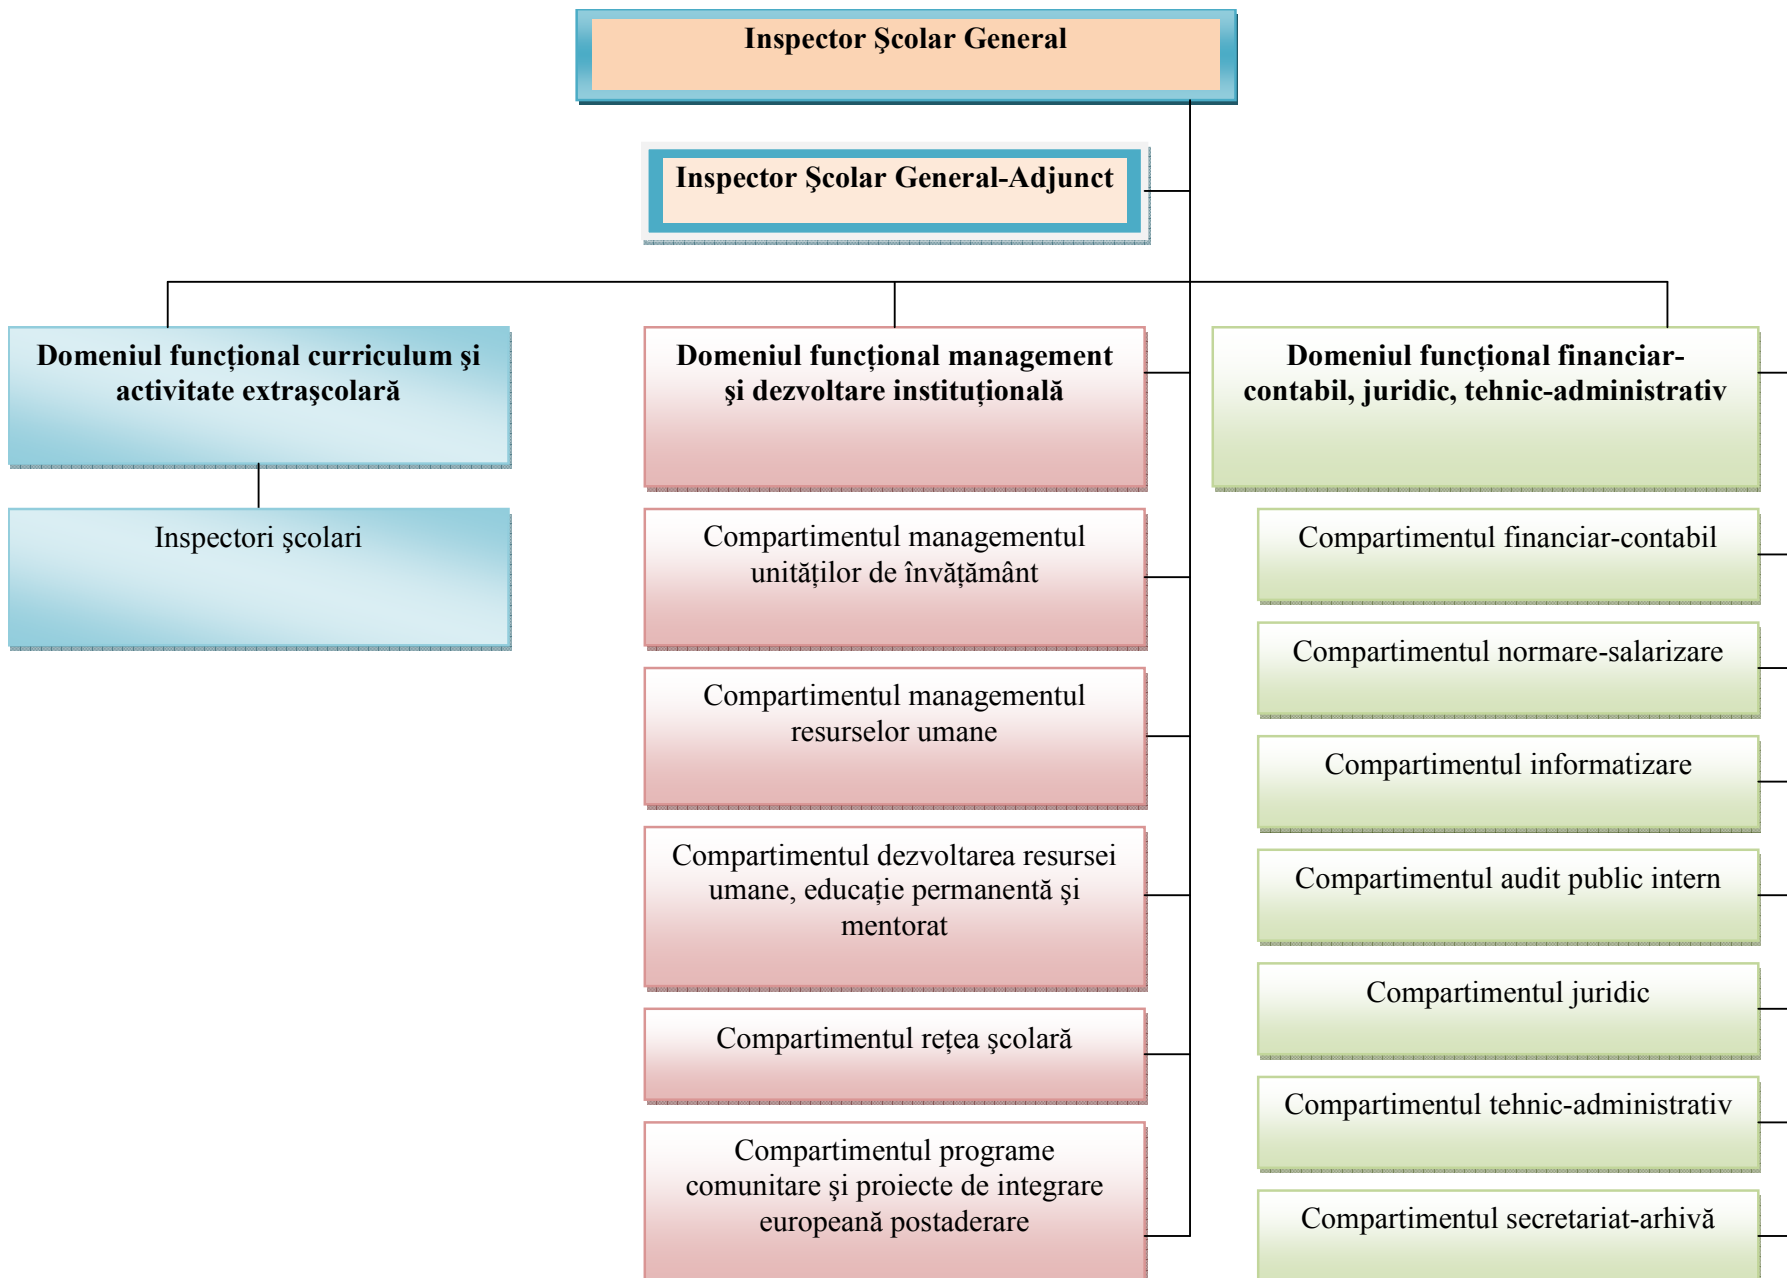 Inspector Şcolar General
Inspector Şcolar General-Adjunct
Domeniul funcţional curriculum şi
activitate extraşcolară
Inspectori şcolari
Domeniul funcţional management
şi dezvoltare instituţională
Compartimentul managementul
unităţilor de învăţământ
Compartimentul managementul
resurselor umane
Compartimentul dezvoltarea resursei
umane, educaţie permanentă şi
mentorat
Compartimentul reţea şcolară
Compartimentul programe
comunitare şi proiecte de integrare
europeană postaderare
Domeniul funcţional financiar-
contabil, juridic, tehnic-administrativ
Compartimentul financiar-contabil
Compartimentul normare-salarizare
Compartimentul informatizare
Compartimentul audit public intern
Compartimentul juridic
Compartimentul tehnic-administrativ
Compartimentul secretariat-arhivă